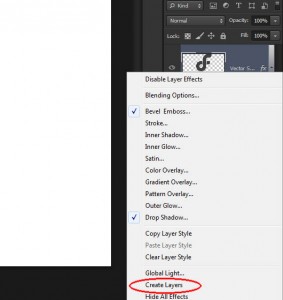 Kind
Normal
Opacity: 100%
Lock:
Fill: 100%
Vector S... fx
Disable Layer Effects
Blending Options...
Bevel Emboss...
Stroke...
Inner Shadow...
Inner Glow...
Satin...
Color Overlay...
Gradient Overlay...
Pattern Overlay...
Outer Glow...
Drop Shadow...
Copy Layer Style
Paste Layer Style
Clear Layer Style
Global Light...
Create Layers
Hide All Effects